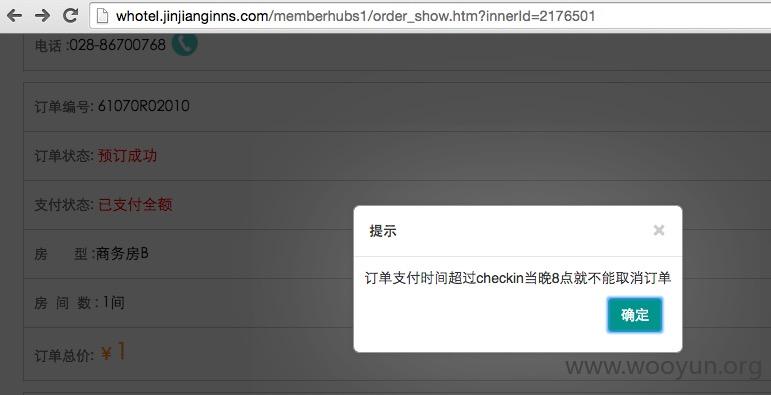 whotel.jinjianginns.com/memberhubs1/order_show.htm?innerId=2176501
电话 :028-86700768
订单编号: 61070R02010
订单状态: 预订成功
支付状态: 已支付全额
房 型 :商务房B
房 间 数 : 1间
订单总价: ¥ 1
提示
×
订单支付时间超过checkin当晚8点就不能取消订单
确定
www.wooyun.org